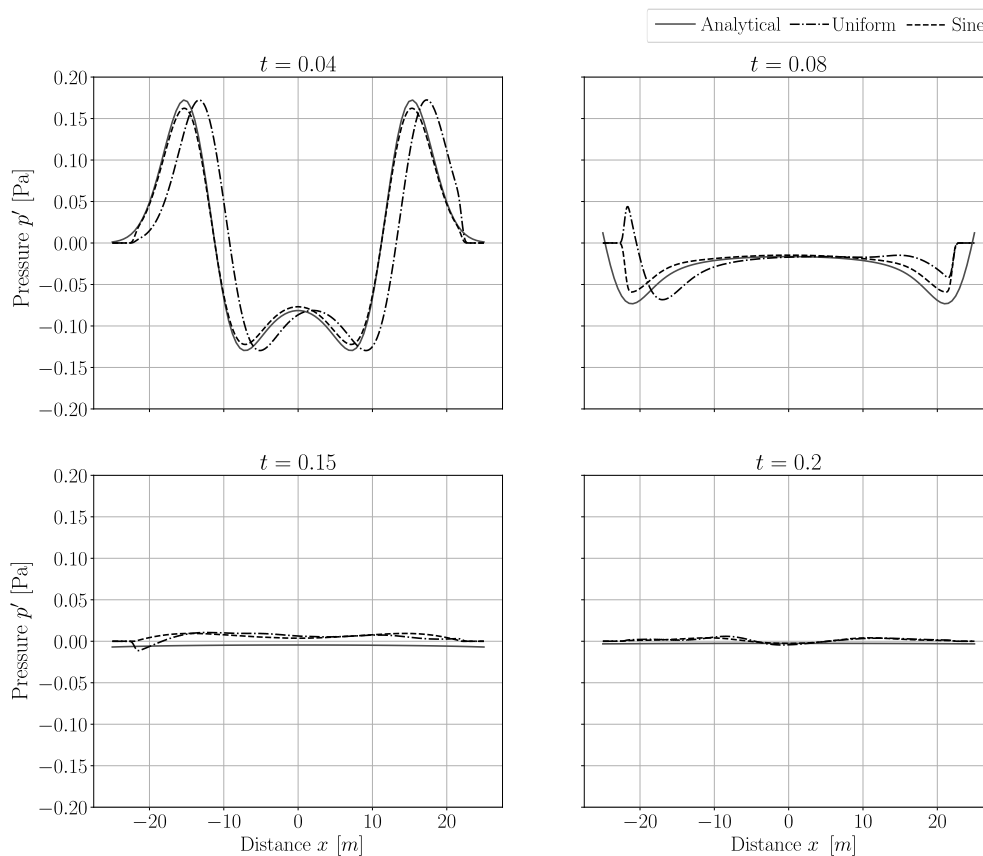 Analytical Uniform Sine
t = 0.04 t = 0.08
0.20
0.15
0.10
0.05
0.00
−0.05
−0.10
−0.15
−0.20
Pressure p′ [Pa]
t = 0.15 t = 0.2
0.20
0.15
0.10
0.05
0.00
−0.05
−0.10
−0.15
−0.20
Pressure p′ [Pa]
−20 −10 0 10 20 −20 −10 0 10 20
Distance x [m] Distance x [m]